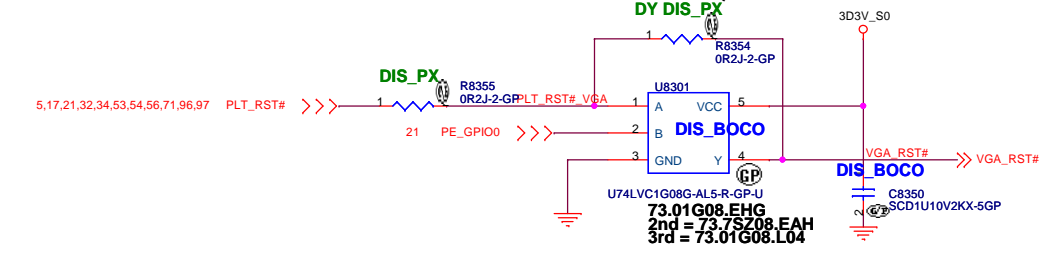 DY DIS_PX
3D3V_S0
1
R8354
0R2J-2-GP
DIS_PX
R8355
0R2J-2-GP
PLT_RST#_VGA
U8301
5,17,21,32,34,53,54,56,71,96,97 PLT_RST#
1
1 A VCC 5
21 PE_GPIO0
2 B DIS_BOCO
3 GND Y 4
VGA_RST#
VGA_RST#
DIS_BOCO
GP
U74LVC1G08G-AL5-R-GP-U
C8350
SCD1U10V2KX-5GP
2
73.01G08.EHG
2nd = 73.7SZ08.EAH
3rd = 73.01G08.L04